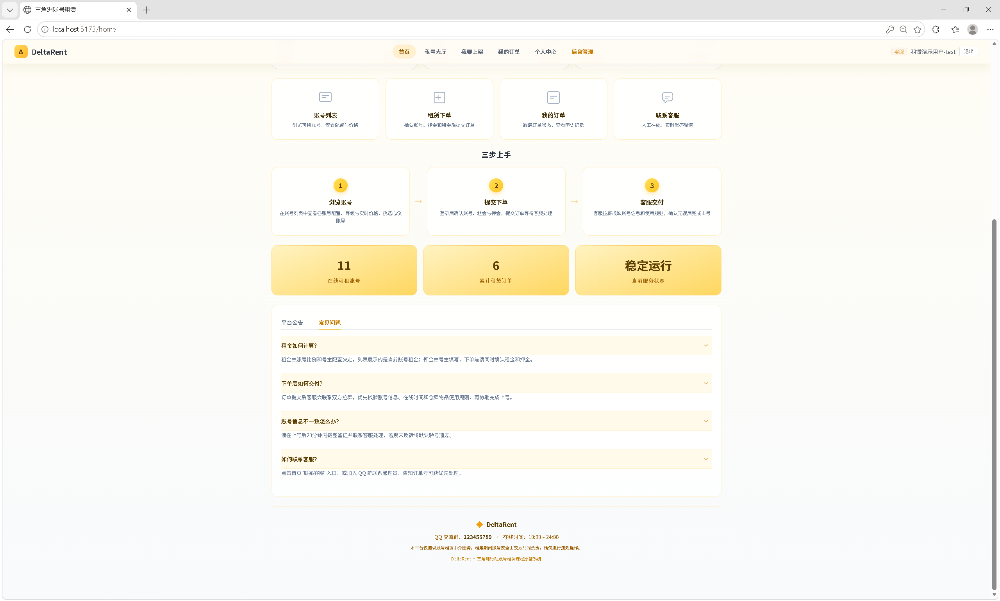 三角洲账号租赁
localhost:5173/home
Δ DeltaRent
首页 租号大厅 我要上架 我的订单 个人中心 后台管理
客服 租赁演示用户-test 退出
账号列表
浏览可租账号，查看配置与价格
租赁下单
确认账号、押金和租金后提交订单
我的订单
跟踪订单状态，查看历史记录
联系客服
人工在线，实时解答疑问
三步上手
1
浏览账号
在账号列表中查看各账号配置、等级与实时价格，挑选心仪
账号
2
提交下单
登录后确认账号、租金与押金，提交订单等待客服处理
3
客服交付
客服拉群核验账号信息和使用规则，确认无误后完成上号
11
在线可租账号
6
累计租赁订单
稳定运行
当前服务状态
平台公告 常见问题
租金如何计算？
租金由账号比例和号主配置决定，列表展示的是当前账号租金；押金由号主填写，下单前请同时确认租金和押金。
下单后如何交付？
订单提交后客服会联系双方拉群，优先核验账号信息、在线时间和仓库物品使用规则，再协助完成上号。
账号信息不一致怎么办？
请在上号后20分钟内截图留证并联系客服处理，逾期未反馈将默认验号通过。
如何联系客服？
点击首页"联系客服"入口，或加入 QQ 群联系管理员，告知订单号可获优先处理。
DeltaRent
QQ 交流群：123456789 · 在线时间：10:00 – 24:00
本平台仅提供账号租赁中介服务，租用期间账号安全由双方共同负责，请勿进行违规操作。
DeltaRent · 三角洲行动账号租赁课程原型系统